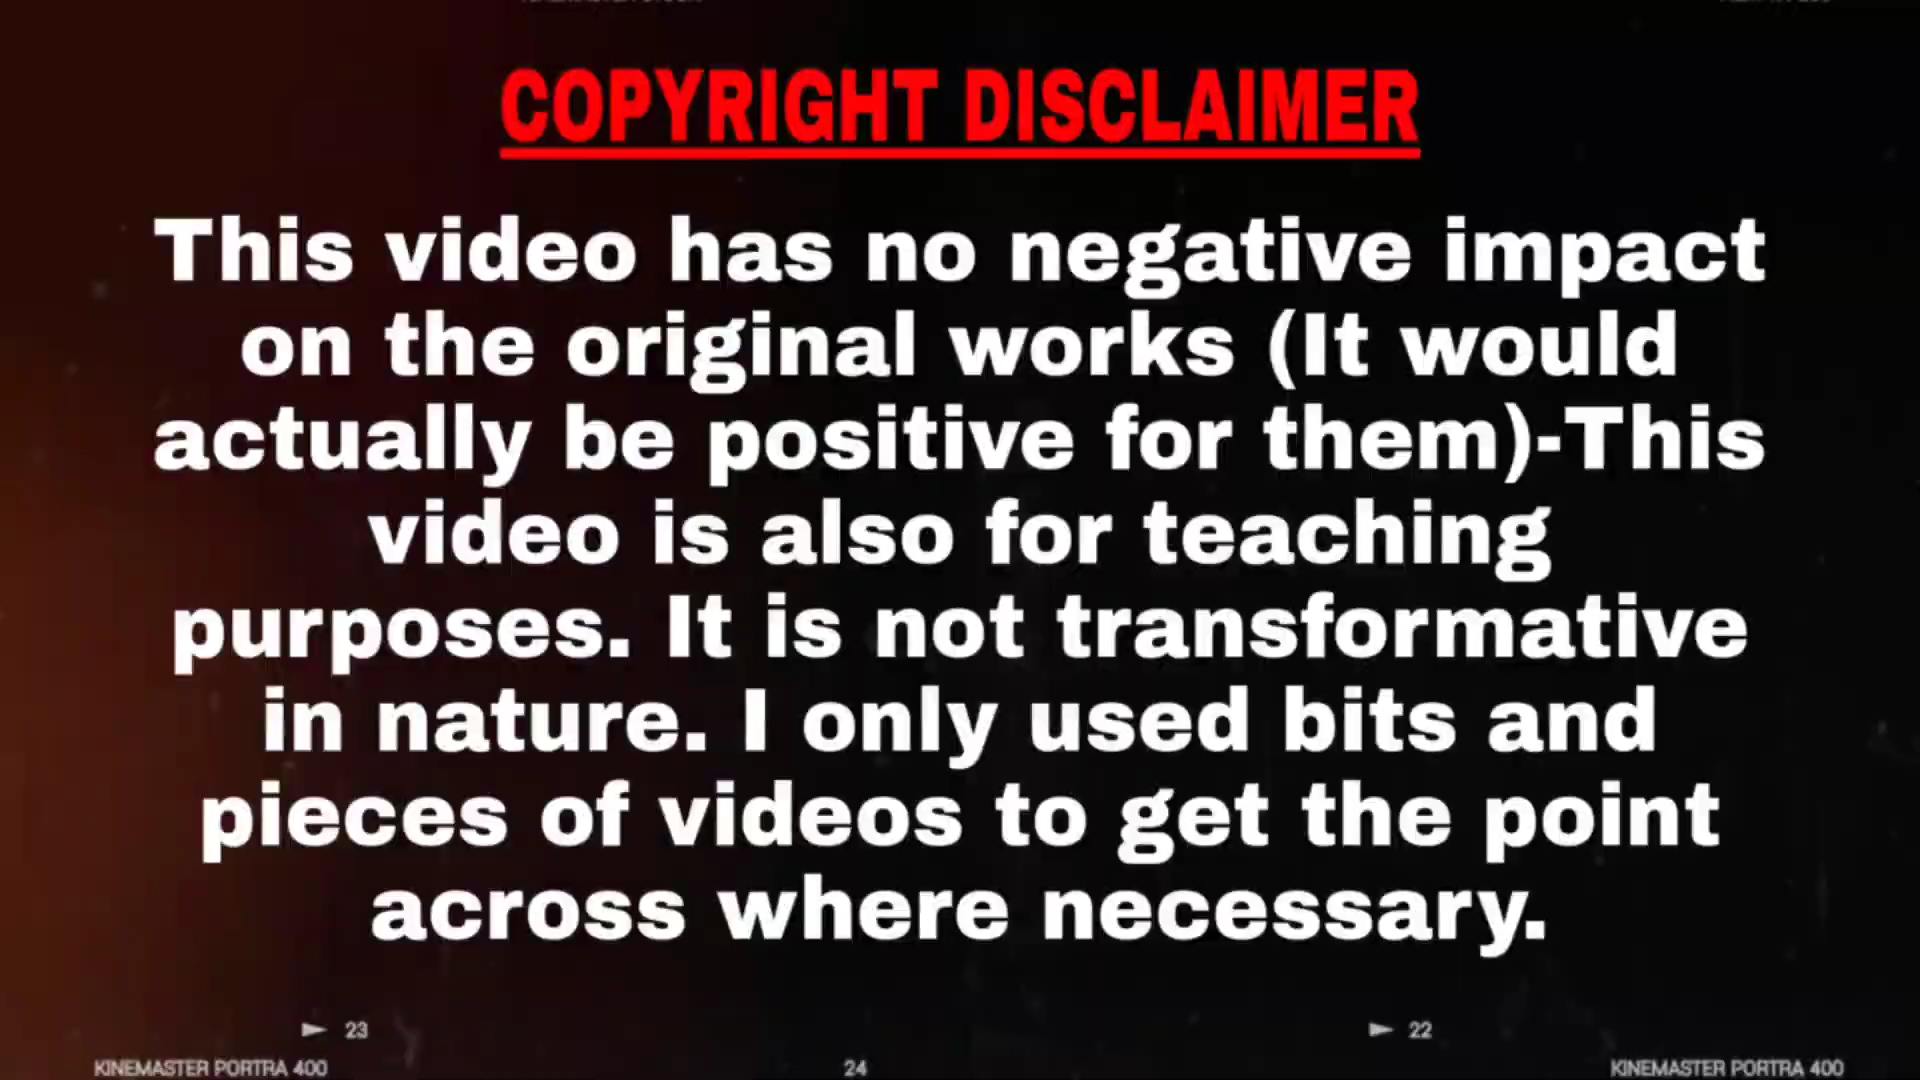 COPYRIGHT DISCLAIMER
This video has no negative impact
on the original works (It would
actually be positive for them)-This
video is also for teaching
purposes. It is not transformative
in nature. I only used bits and
pieces of videos to get the point
across where necessary.
23
22
KINEMASTER PORTRA 400
24
KINEMASTER PORTRA 400